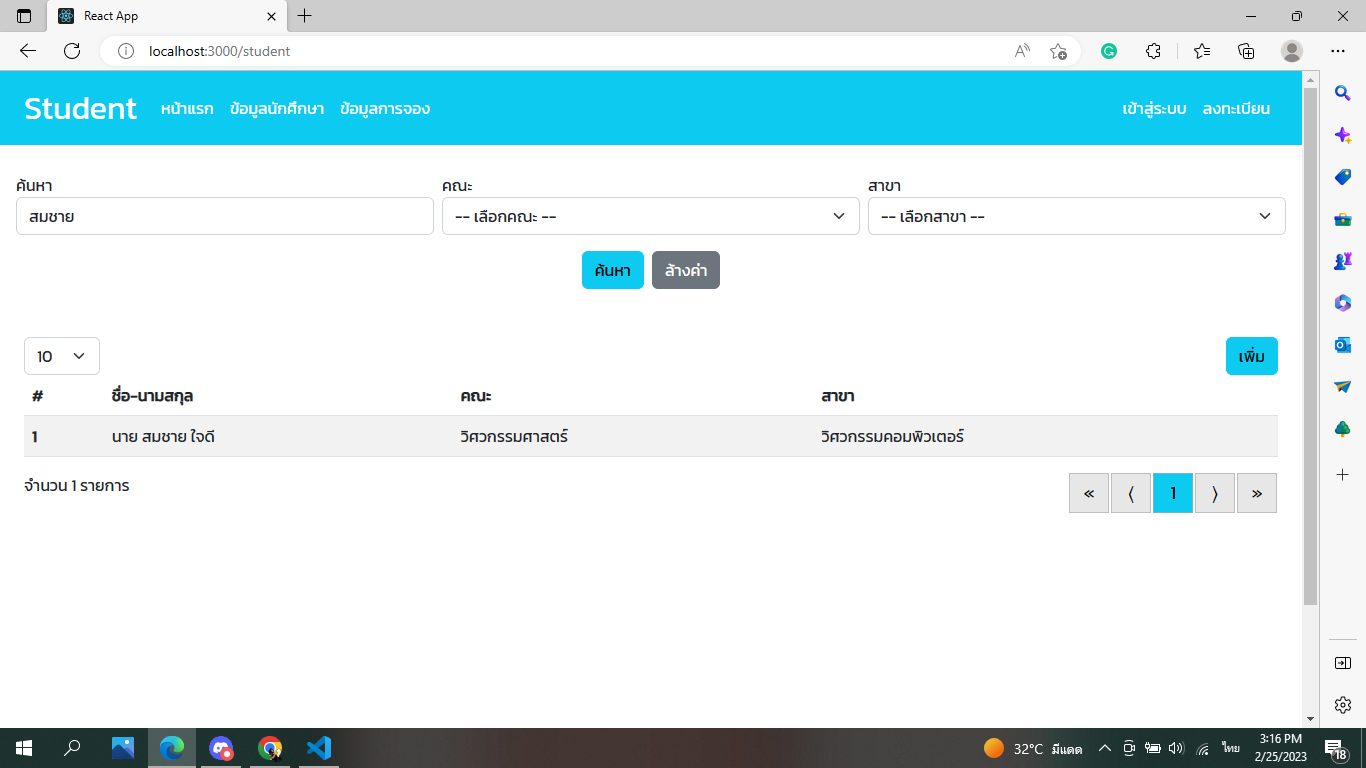 React App
localhost:3000/student
Student หน้าแรก ข้อมูลนักศึกษา ข้อมูลการจอง เข้าสู่ระบบ ลงทะเบียน
ค้นหา คณะ สาขา
สมชาย -- เลือกคณะ -- -- เลือกสาขา --
ค้นหา ล้างค่า
10 เพิ่ม
# ชื่อ-นามสกุล คณะ สาขา
1 นาย สมชาย ใจดี วิศวกรรมศาสตร์ วิศวกรรมคอมพิวเตอร์
จำนวน 1 รายการ « ⟨ 1 ⟩ »
32°C มีแดด ไทย 3:16 PM
2/25/2023 18